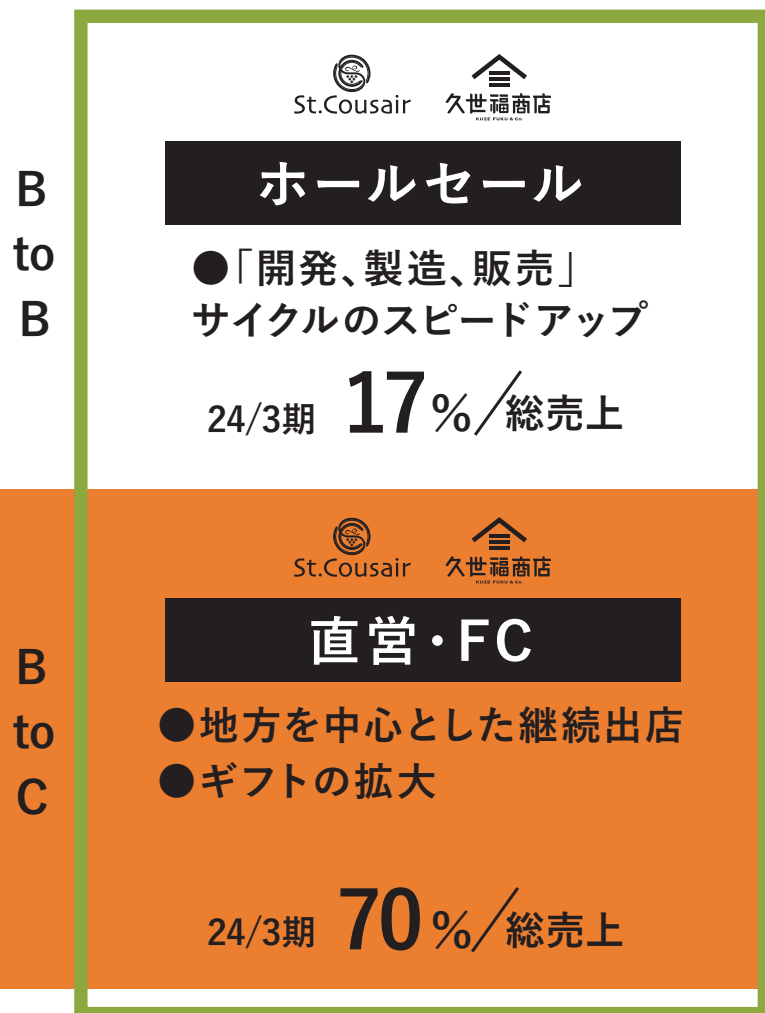 B
to
B
St.Cousair
久世福商店
KUZE FUKU & Co.
ホールセール
●「開発、製造、販売」
サイクルのスピードアップ
24/3期 17%/総売上
B
to
C
St.Cousair
久世福商店
KUZE FUKU & Co.
直営・FC
●地方を中心とした継続出店
●ギフトの拡大
24/3期 70%/総売上